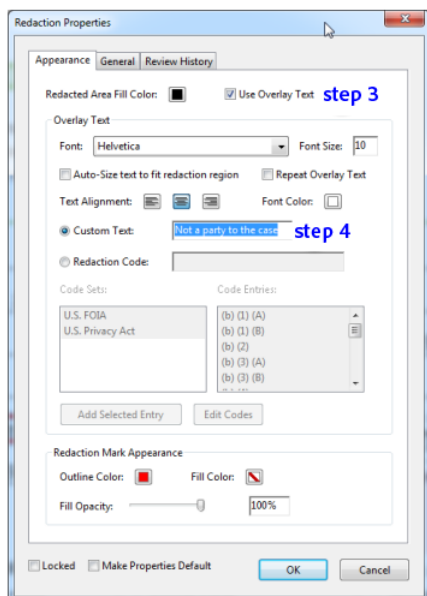 Redaction Properties
Appearance General Review History
Redacted Area Fill Color: Use Overlay Text step 3
Overlay Text
Font: Helvetica Font Size: 10
Auto-Size text to fit redaction region Repeat Overlay Text
Text Alignment: Font Color:
Custom Text: Not a party to the case step 4
Redaction Code:
Code Sets: Code Entries:
U.S. FOIA (b) (1) (A)
U.S. Privacy Act (b) (1) (B)
(b) (2)
(b) (3) (A)
(b) (3) (B)
Add Selected Entry Edit Codes
Redaction Mark Appearance
Outline Color: Fill Color:
Fill Opacity: 100%
Locked Make Properties Default OK Cancel